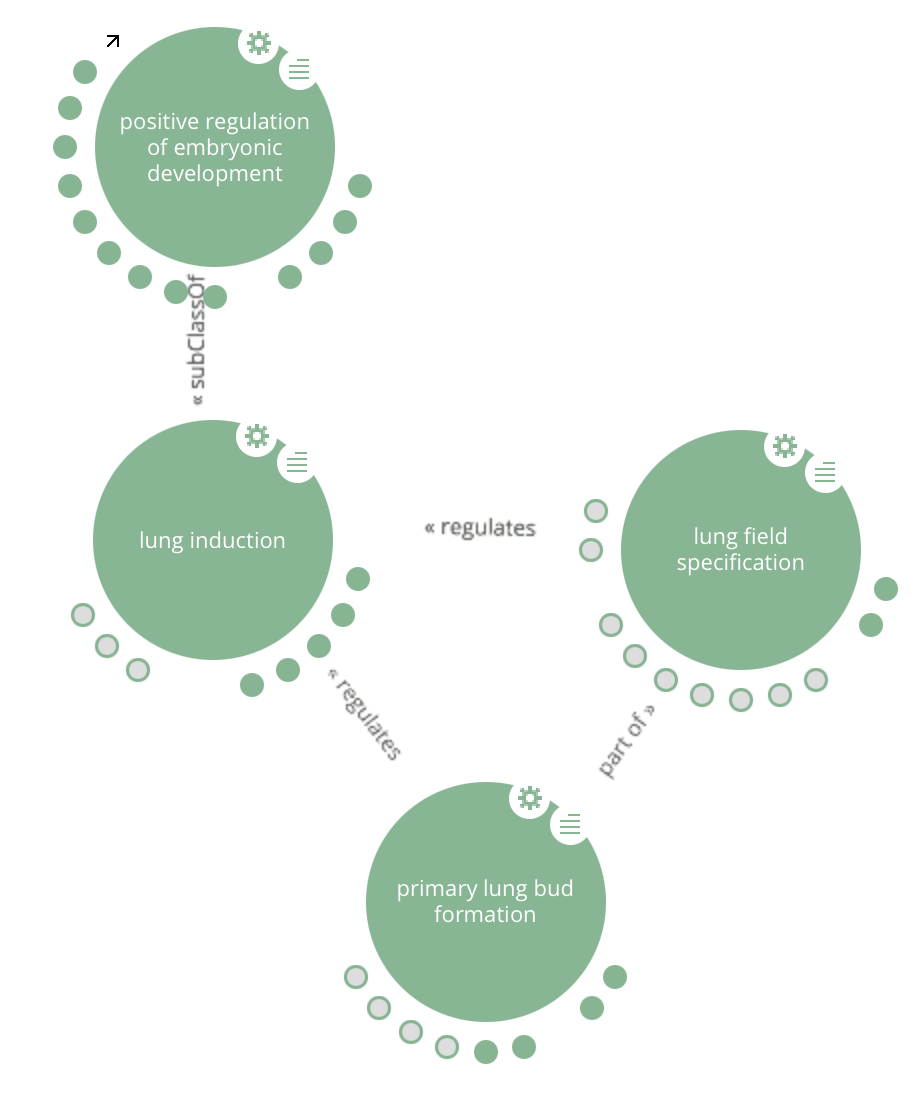 positive regulation
of embryonic
development
« subClassOf
lung induction
« regulates
lung field
specification
« regulates
part of »
primary lung bud
formation